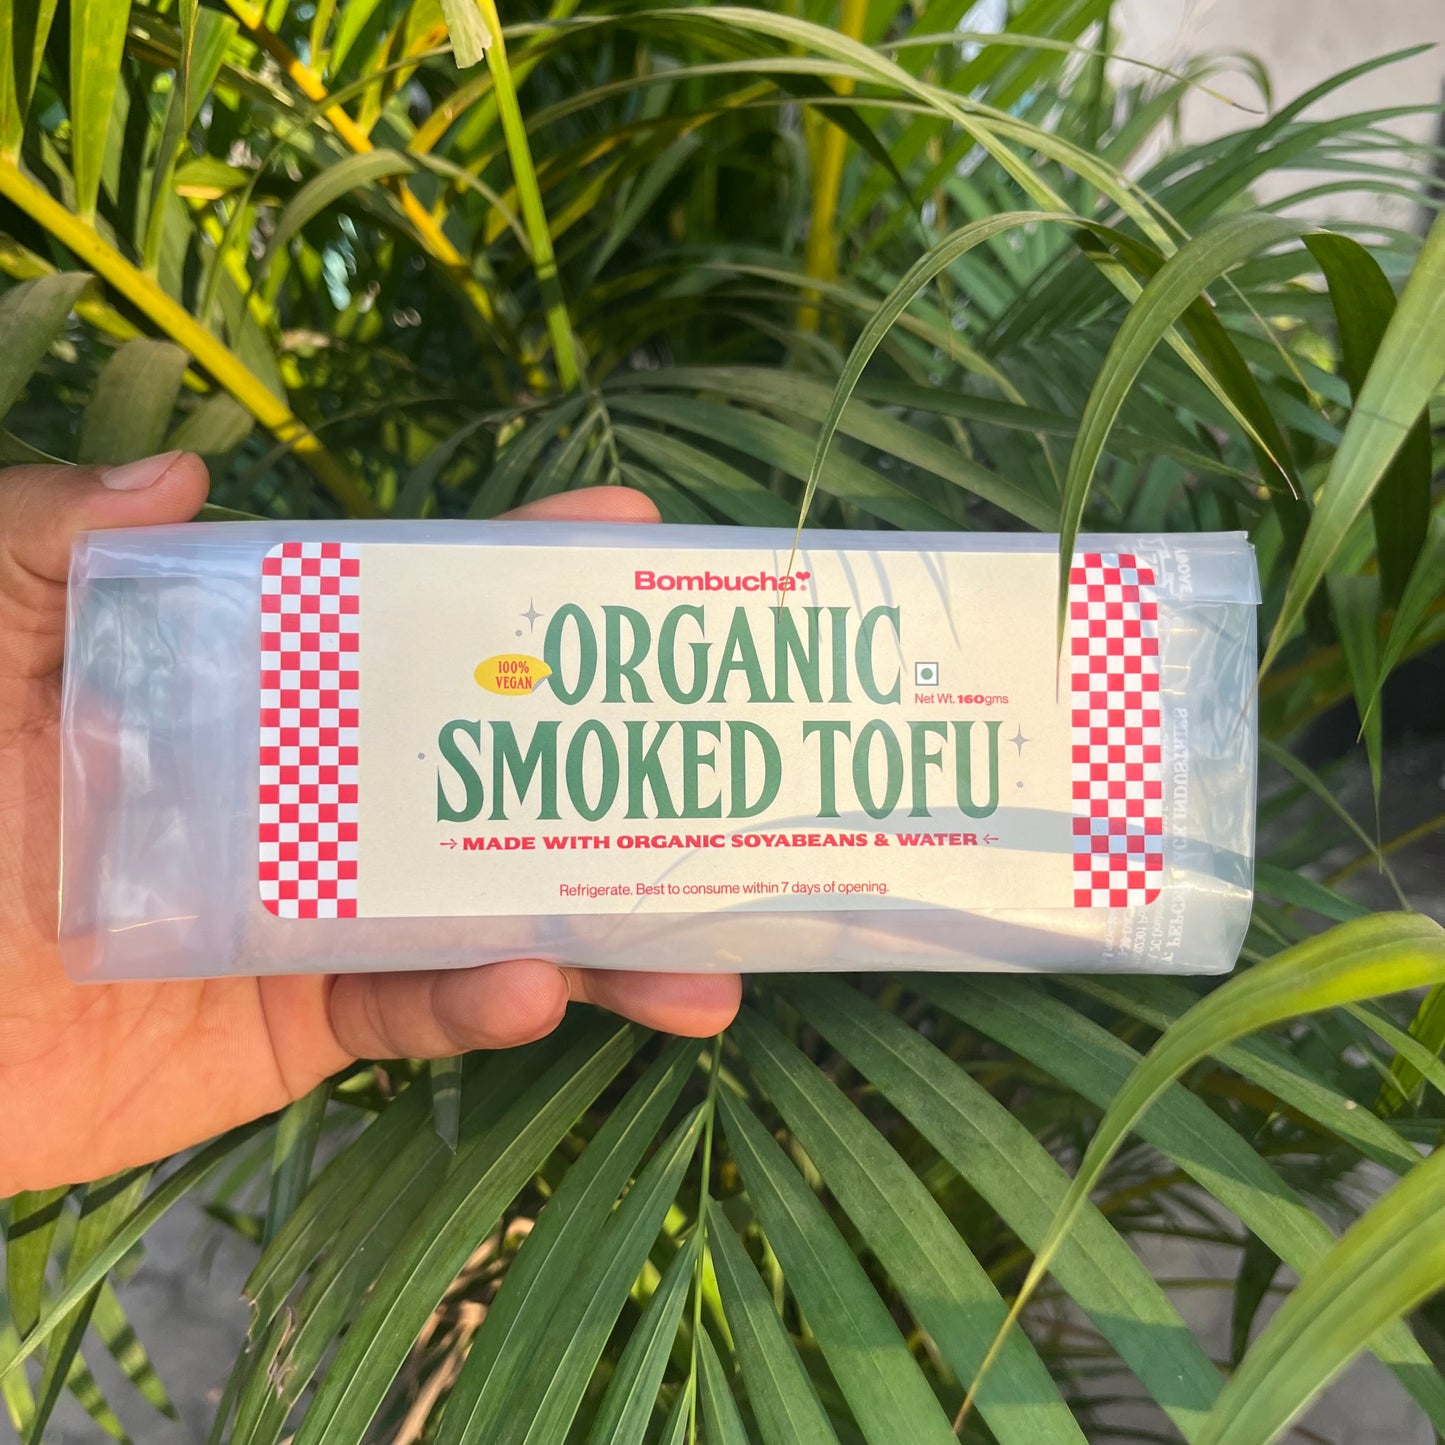 Bombucha
ORGANIC
100%
VEGAN
Net Wt. 160gms
SMOKED TOFU
MADE WITH ORGANIC SOYABEANS & WATER
Refrigerate. Best to consume within 7 days of opening.